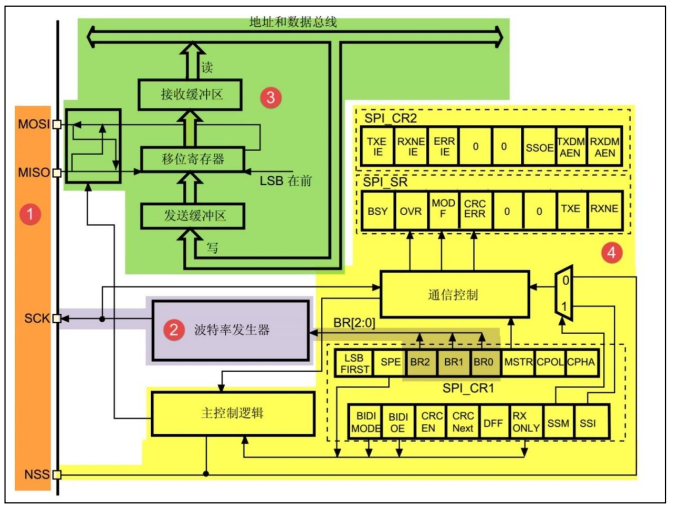 地址和数据总线
读
接收缓冲区
3
MOSI
移位寄存器
MISO
LSB 在前
发送缓冲区
写
1
SPI_CR2
TXE IE
RXNE IE
ERR IE
0
0
SSOE
TXDM AEN
RXDM AEN
SPI_SR
BSY
OVR
MOD F
CRC ERR
0
0
TXE
RXNE
4
通信控制
0
1
SCK
2
波特率发生器
BR[2:0]
LSB FIRST
SPE
BR2
BR1
BR0
MSTR
CPOL
CPHA
SPI_CR1
主控制逻辑
BIDI MODE
BIDI OE
CRC EN
CRC Next
DFF
RX ONLY
SSM
SSI
NSS